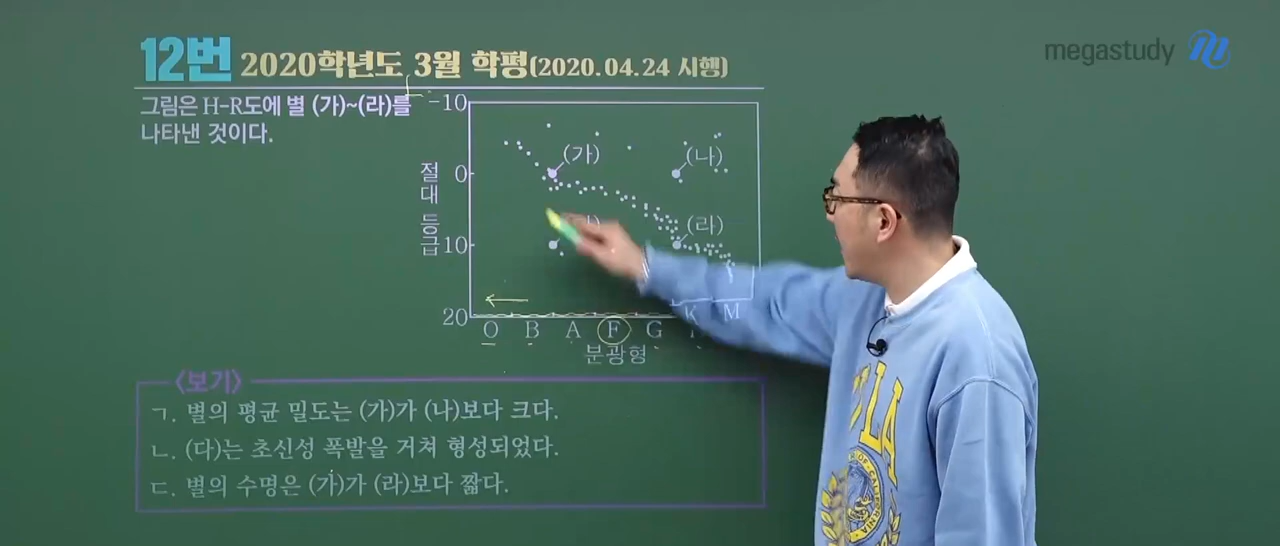 megastudy
12번 2020학년도 3월 학평(2020.04.24 시행)
그림은 H-R도에 별 (가)~(라)를
나타낸 것이다.
절대 등급
-10
0
10
20
(가)
(나)
(라)
O B A F G K M
분광형
<보기>
ㄱ. 별의 평균 밀도는 (가)가 (나)보다 크다.
ㄴ. (다)는 초신성 폭발을 거쳐 형성되었다.
ㄷ. 별의 수명은 (가)가 (라)보다 짧다.
ULA
OF CALIFORNIA